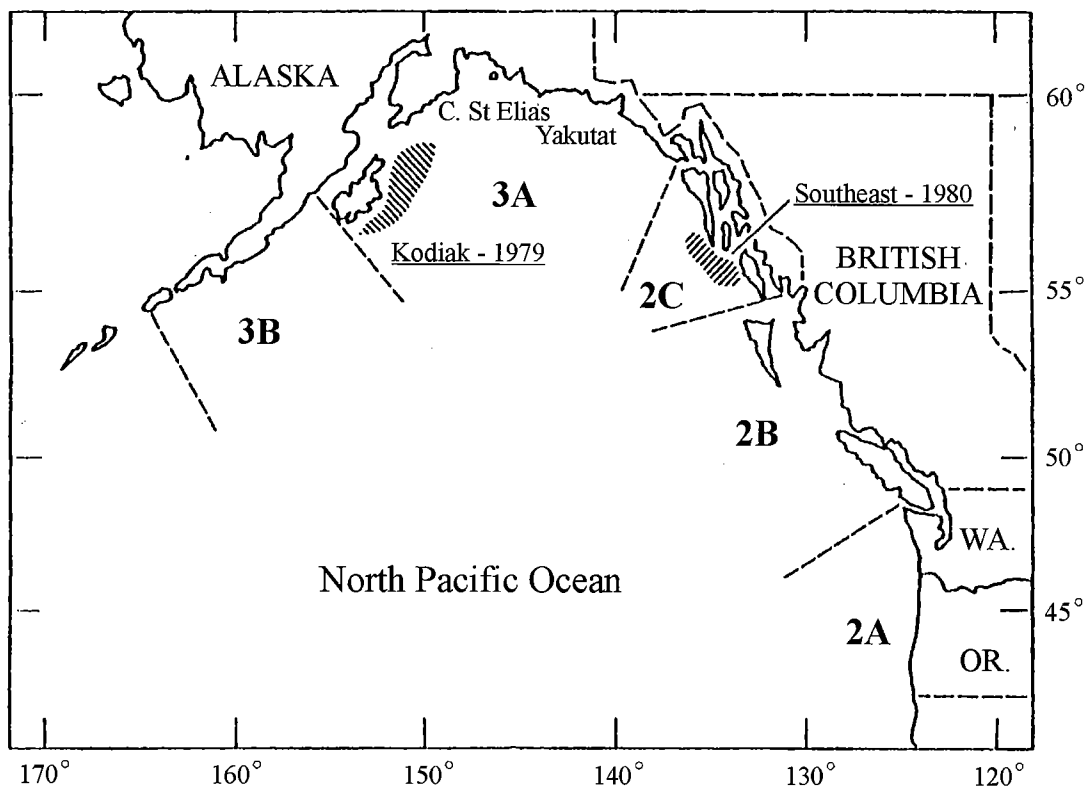 ALASKA
60°
C. St Elias
Yakutat
3A
Southeast - 1980
Kodiak - 1979
BRITISH
COLUMBIA
2C
55°
3B
2B
50°
WA.
North Pacific Ocean
45°
2A
OR.
170°
160°
150°
140°
130°
120°